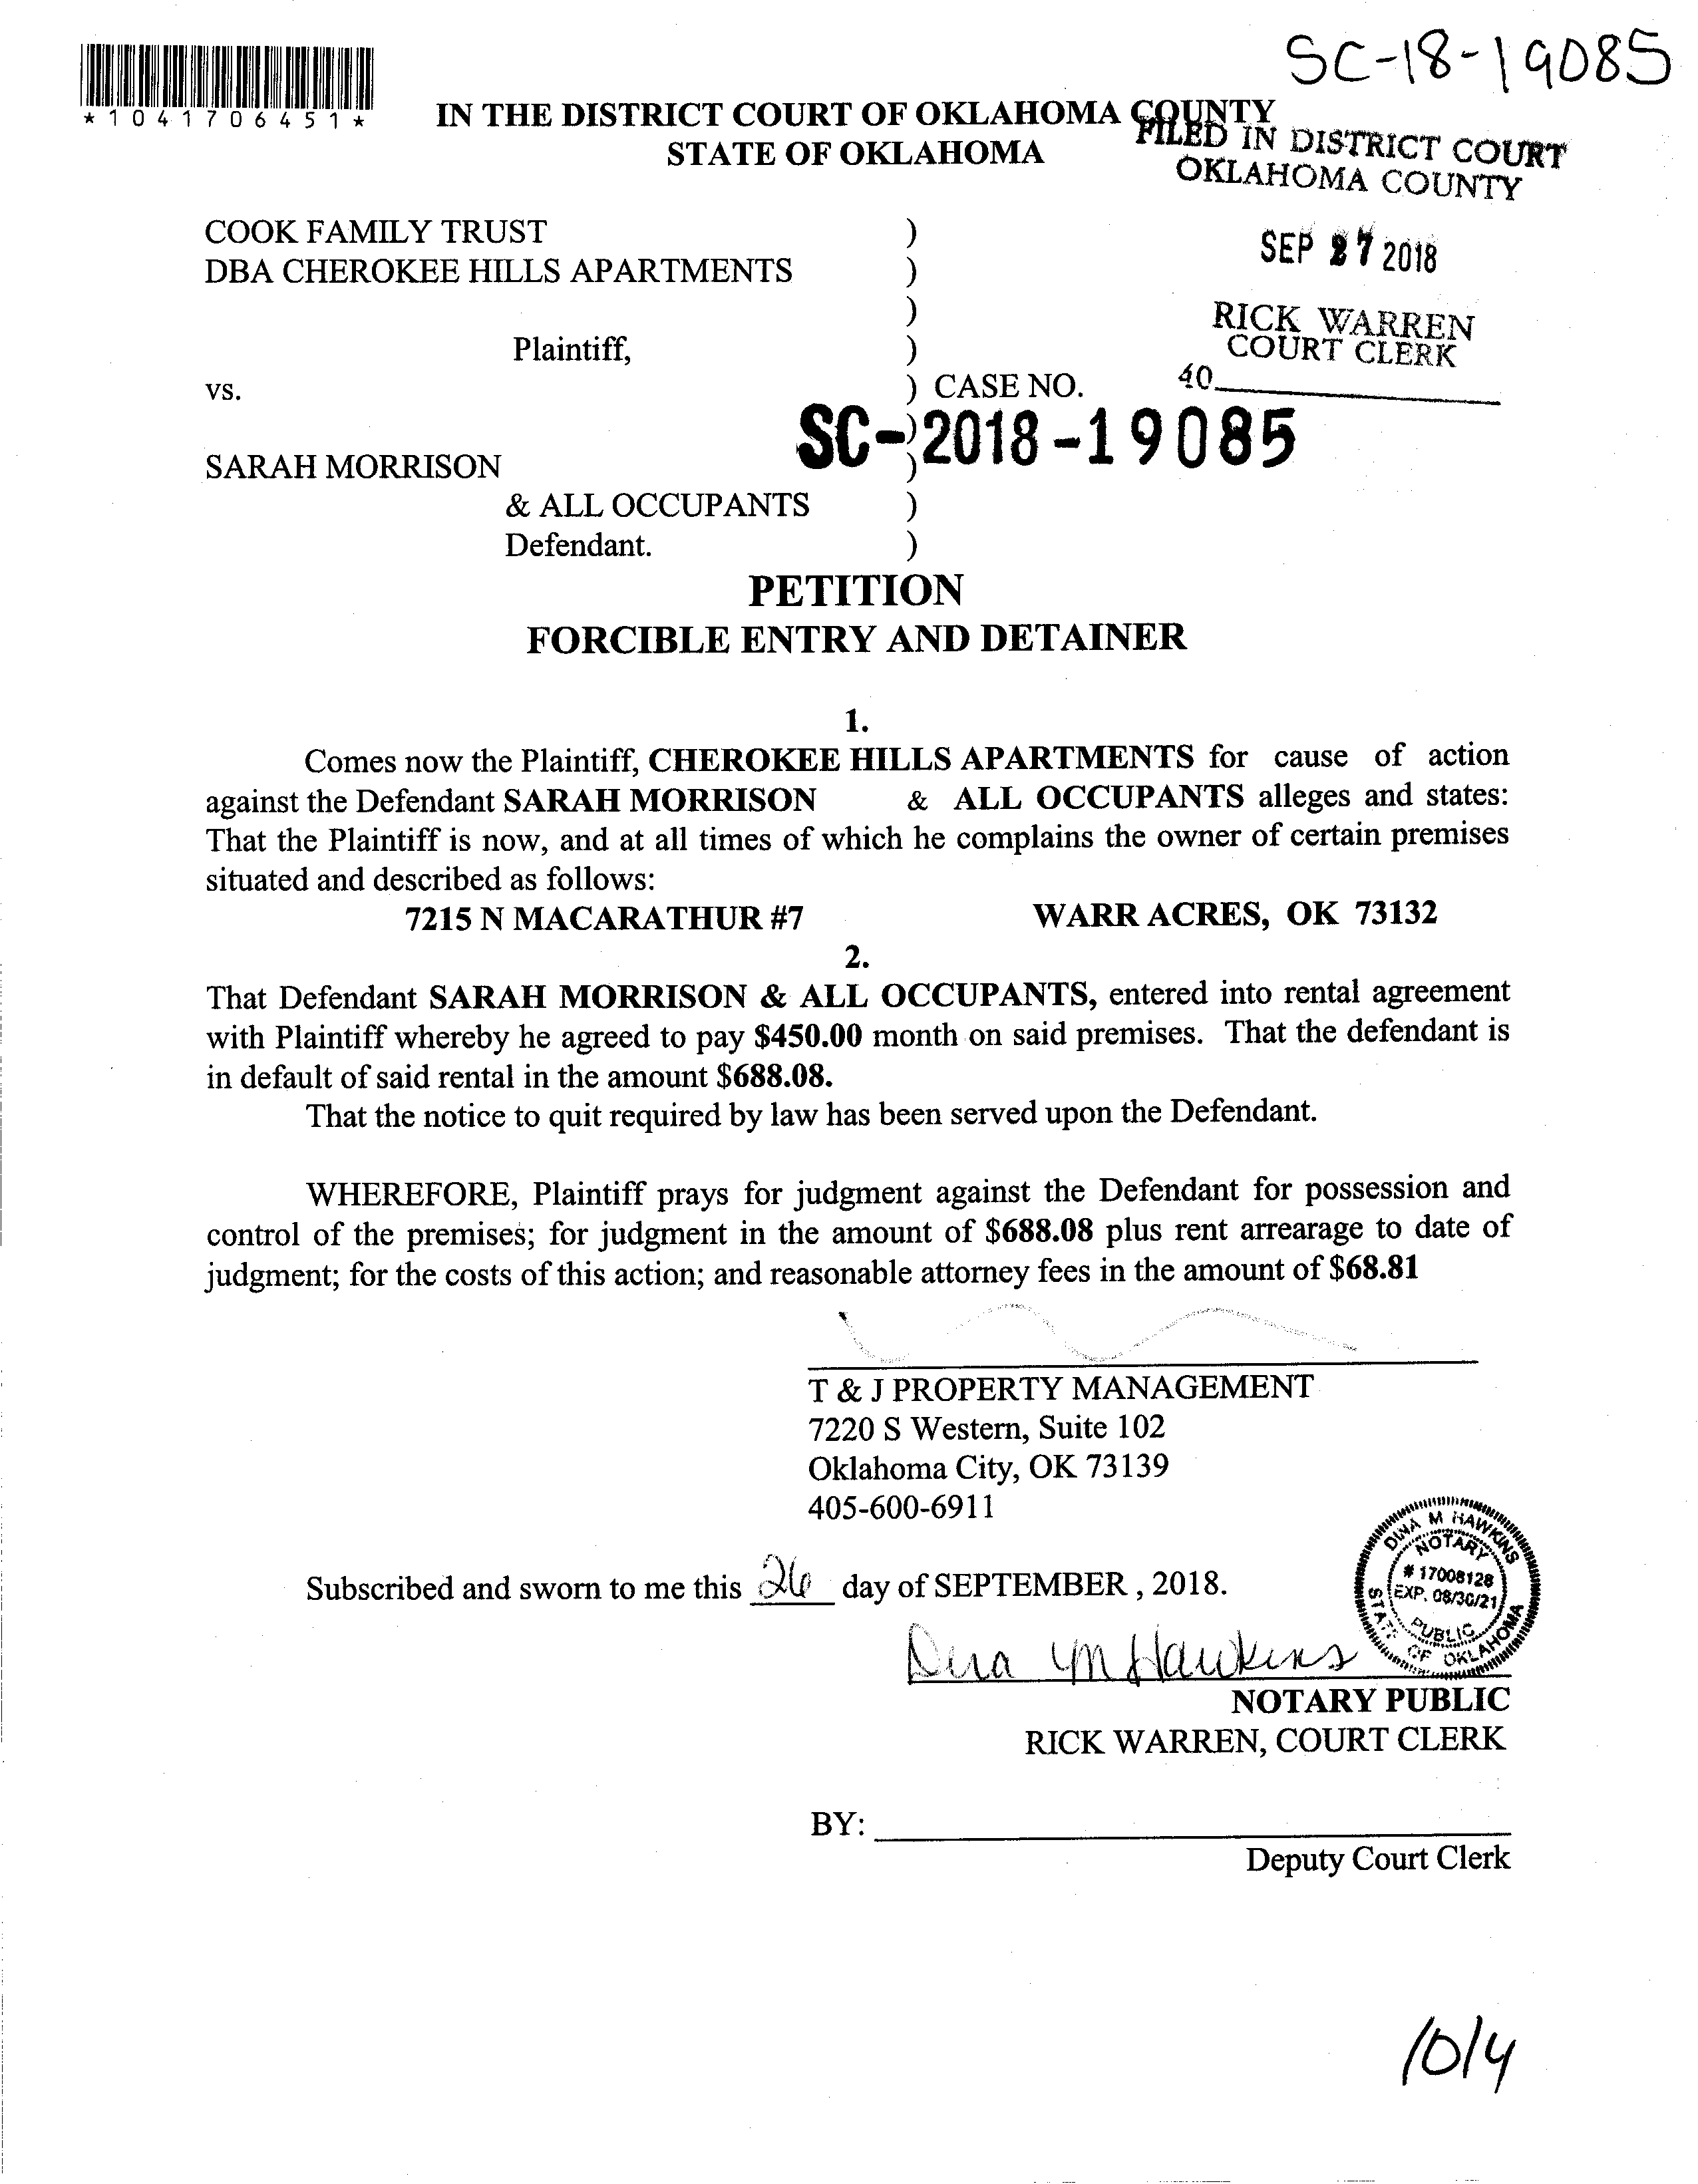 SC-18-19085
*1041706451*
IN THE DISTRICT COURT OF OKLAHOMA COUNTY
STATE OF OKLAHOMA
FILED IN DISTRICT COURT
OKLAHOMA COUNTY
SEP 27 2018
RICK WARREN
COURT CLERK
40
COOK FAMILY TRUST )
DBA CHEROKEE HILLS APARTMENTS )
)
Plaintiff, )
vs. ) CASE NO.
SC-)2018-19085
SARAH MORRISON )
& ALL OCCUPANTS )
Defendant. )
PETITION
FORCIBLE ENTRY AND DETAINER
1.
Comes now the Plaintiff, CHEROKEE HILLS APARTMENTS for cause of action
against the Defendant SARAH MORRISON & ALL OCCUPANTS alleges and states:
That the Plaintiff is now, and at all times of which he complains the owner of certain premises
situated and described as follows:
7215 N MACARATHUR #7 WARR ACRES, OK 73132
2.
That Defendant SARAH MORRISON & ALL OCCUPANTS, entered into rental agreement
with Plaintiff whereby he agreed to pay $450.00 month on said premises. That the defendant is
in default of said rental in the amount $688.08.
That the notice to quit required by law has been served upon the Defendant.
WHEREFORE, Plaintiff prays for judgment against the Defendant for possession and
control of the premises; for judgment in the amount of $688.08 plus rent arrearage to date of
judgment; for the costs of this action; and reasonable attorney fees in the amount of $68.81
T & J PROPERTY MANAGEMENT
7220 S Western, Suite 102
Oklahoma City, OK 73139
405-600-6911
Subscribed and sworn to me this 26 day of SEPTEMBER , 2018.
DINA M HAWKINS
NOTARY
# 17008128
EXP. 08/30/21
PUBLIC
STATE OF OKLAHOMA
Dina M Hawkins
NOTARY PUBLIC
RICK WARREN, COURT CLERK
BY:
Deputy Court Clerk
10/4